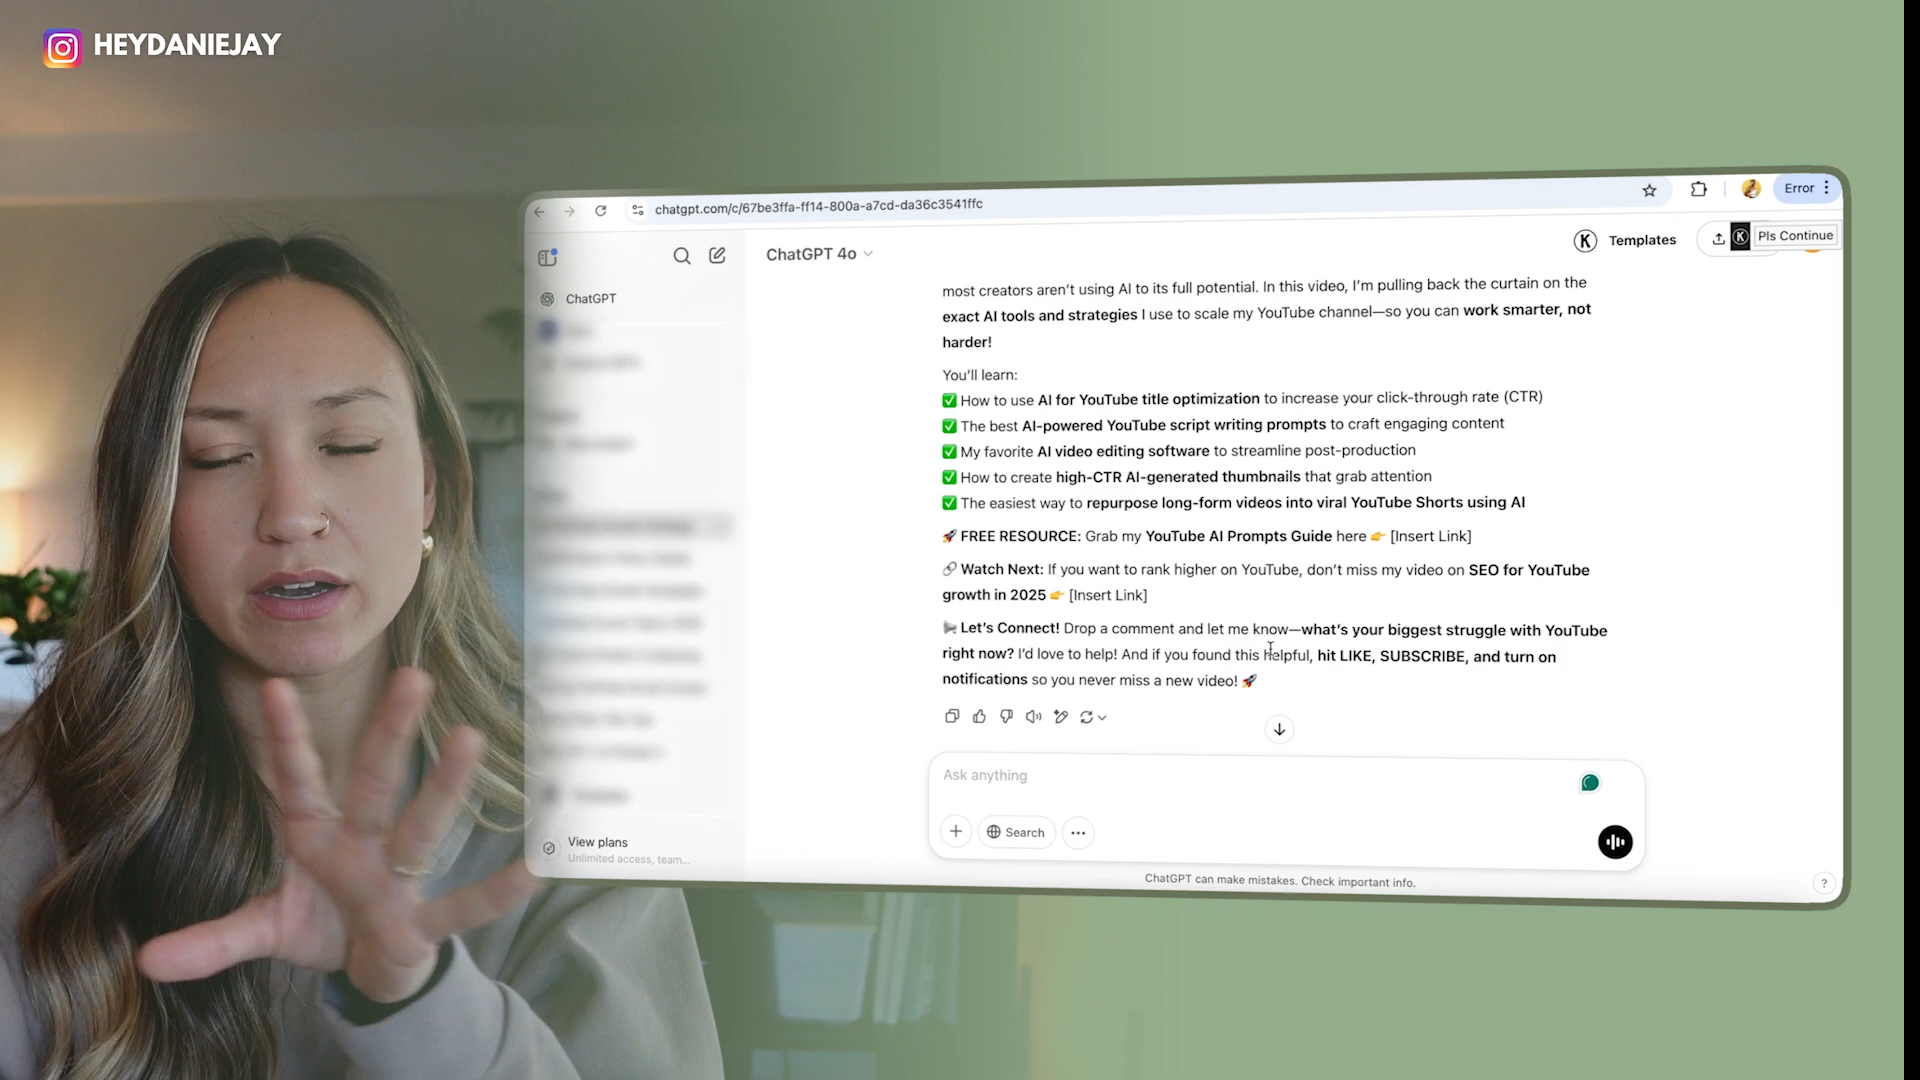 HEYDANIEJAY
chatgpt.com/c/67be3ffa-ff14-800a-a7cd-da36c3541ffc
Error
ChatGPT 4o
Templates
Pls Continue
ChatGPT
most creators aren't using AI to its full potential. In this video, I'm pulling back the curtain on the
exact AI tools and strategies I use to scale my YouTube channel—so you can work smarter, not
harder!
You'll learn:
✅ How to use AI for YouTube title optimization to increase your click-through rate (CTR)
✅ The best AI-powered YouTube script writing prompts to craft engaging content
✅ My favorite AI video editing software to streamline post-production
✅ How to create high-CTR AI-generated thumbnails that grab attention
✅ The easiest way to repurpose long-form videos into viral YouTube Shorts using AI
🚀 FREE RESOURCE: Grab my YouTube AI Prompts Guide here 👉 [Insert Link]
🔗 Watch Next: If you want to rank higher on YouTube, don't miss my video on SEO for YouTube
growth in 2025 👉 [Insert Link]
📢 Let's Connect! Drop a comment and let me know—what's your biggest struggle with YouTube
right now? I'd love to help! And if you found this helpful, hit LIKE, SUBSCRIBE, and turn on
notifications so you never miss a new video! 🚀
Ask anything
Search
View plans
Unlimited access, team...
ChatGPT can make mistakes. Check important info.
?